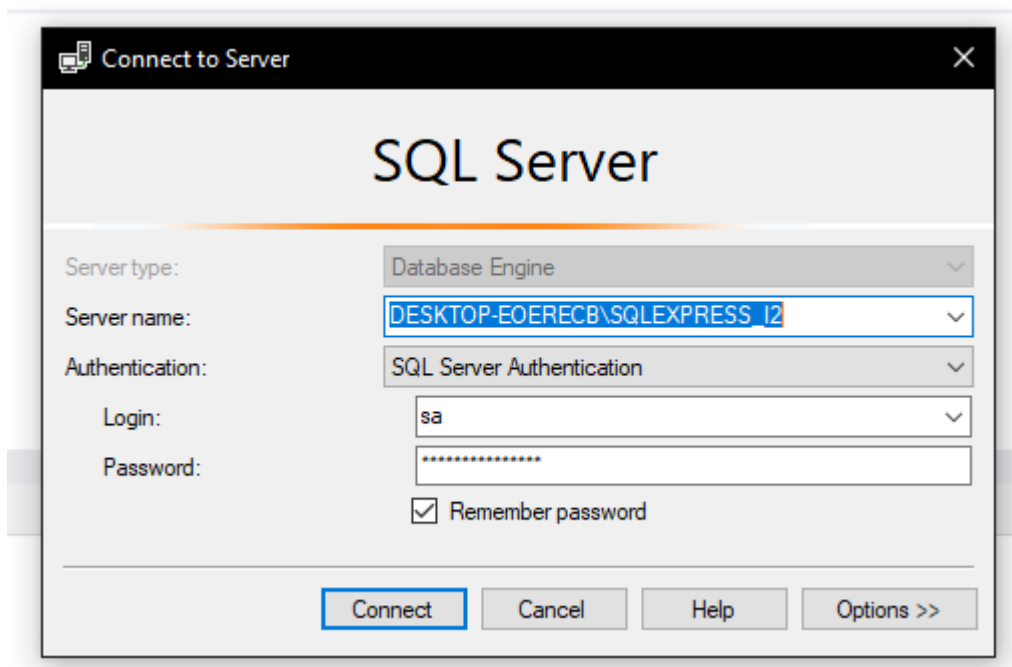 Connect to Server
SQL Server
Server type: Database Engine
Server name: DESKTOP-EOERECB\SQLEXPRESS_I2
Authentication: SQL Server Authentication
Login: sa
Password: ***************
Remember password
Connect Cancel Help Options >>